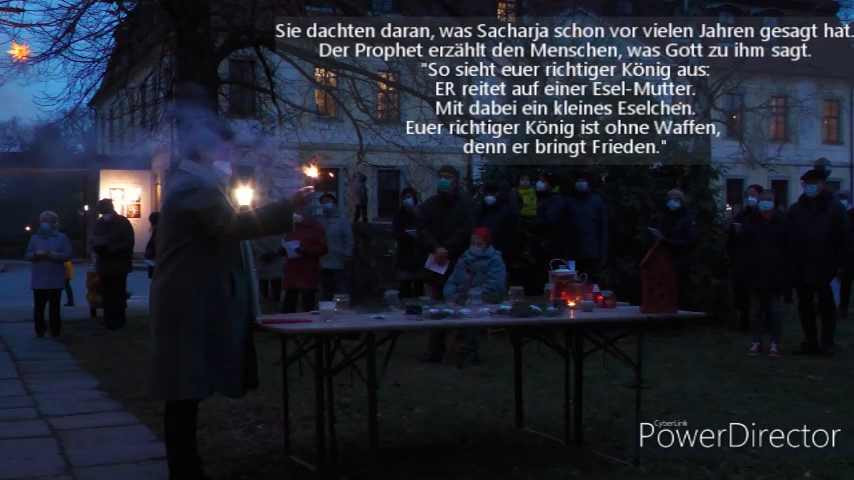 Sie dachten daran, was Sacharja schon vor vielen Jahren gesagt hat.
Der Prophet erzählt den Menschen, was Gott zu ihm sagt.
"So sieht euer richtiger König aus:
ER reitet auf einer Esel-Mutter.
Mit dabei ein kleines Eselchen.
Euer richtiger König ist ohne Waffen,
denn er bringt Frieden."
CyberLink
PowerDirector